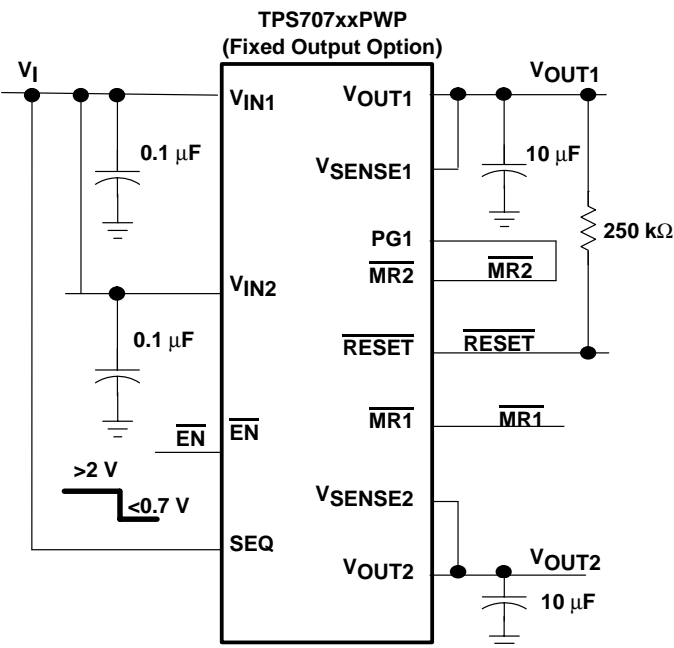 TPS707xxPWP
(Fixed Output Option)
VI
VOUT1
VIN1
VOUT1
0.1 μF
10 μF
VSENSE1
250 kΩ
PG1
MR2
MR2
VIN2
0.1 μF
RESET
RESET
EN
EN
MR1
MR1
>2 V
<0.7 V
VSENSE2
SEQ
VOUT2
VOUT2
10 μF